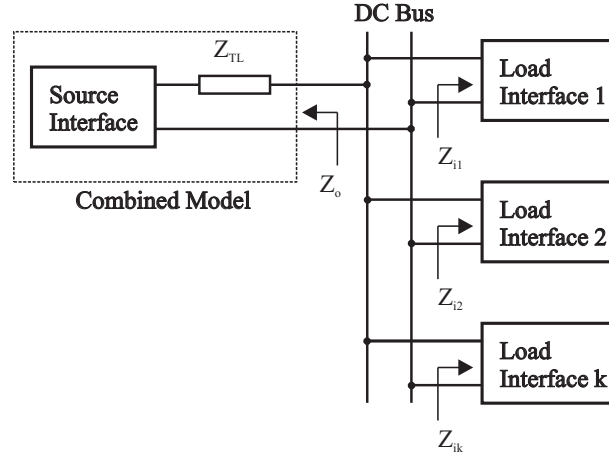 DC Bus
Z_TL
Source
Interface
Load
Interface 1
Z_i1
Z_o
Combined Model
Load
Interface 2
Z_i2
Load
Interface k
Z_ik